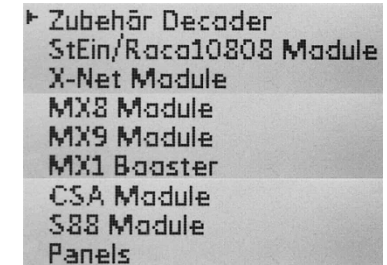 Zubehör Decoder
StEin/Roco10808 Module
X-Net Module
MX8 Module
MX9 Module
MX1 Booster
CSA Module
S88 Module
Panels